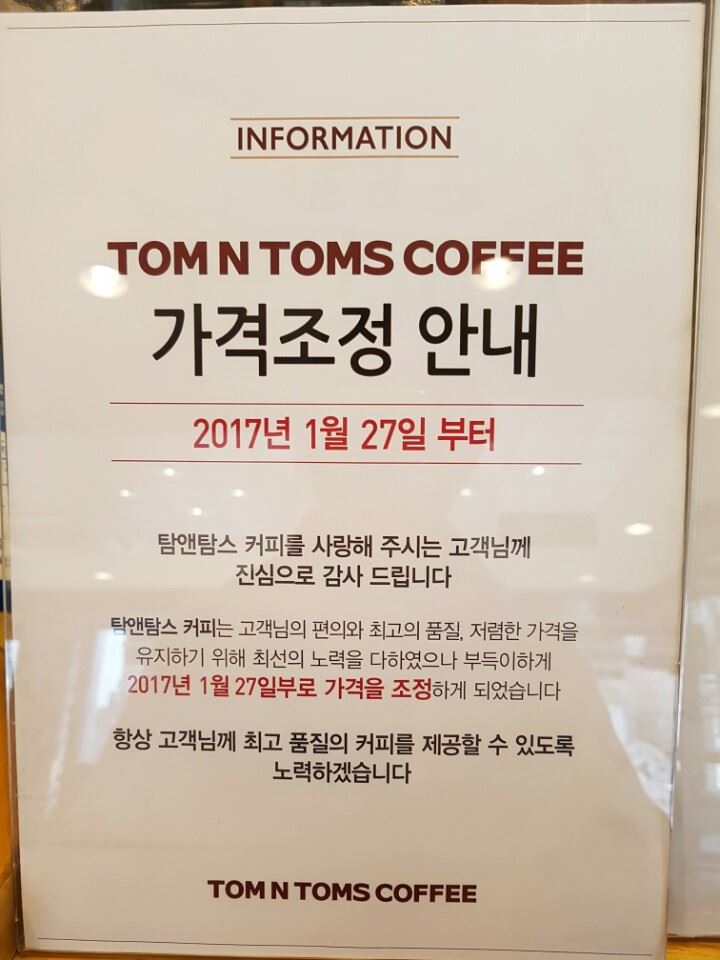 INFORMATION
TOM N TOMS COFFEE
가격조정 안내
2017년 1월 27일 부터
탐앤탐스 커피를 사랑해 주시는 고객님께
진심으로 감사 드립니다
탐앤탐스 커피는 고객님의 편의와 최고의 품질, 저렴한 가격을
유지하기 위해 최선의 노력을 다하였으나 부득이하게
2017년 1월 27일부로 가격을 조정하게 되었습니다
항상 고객님께 최고 품질의 커피를 제공할 수 있도록
노력하겠습니다
TOM N TOMS COFFEE